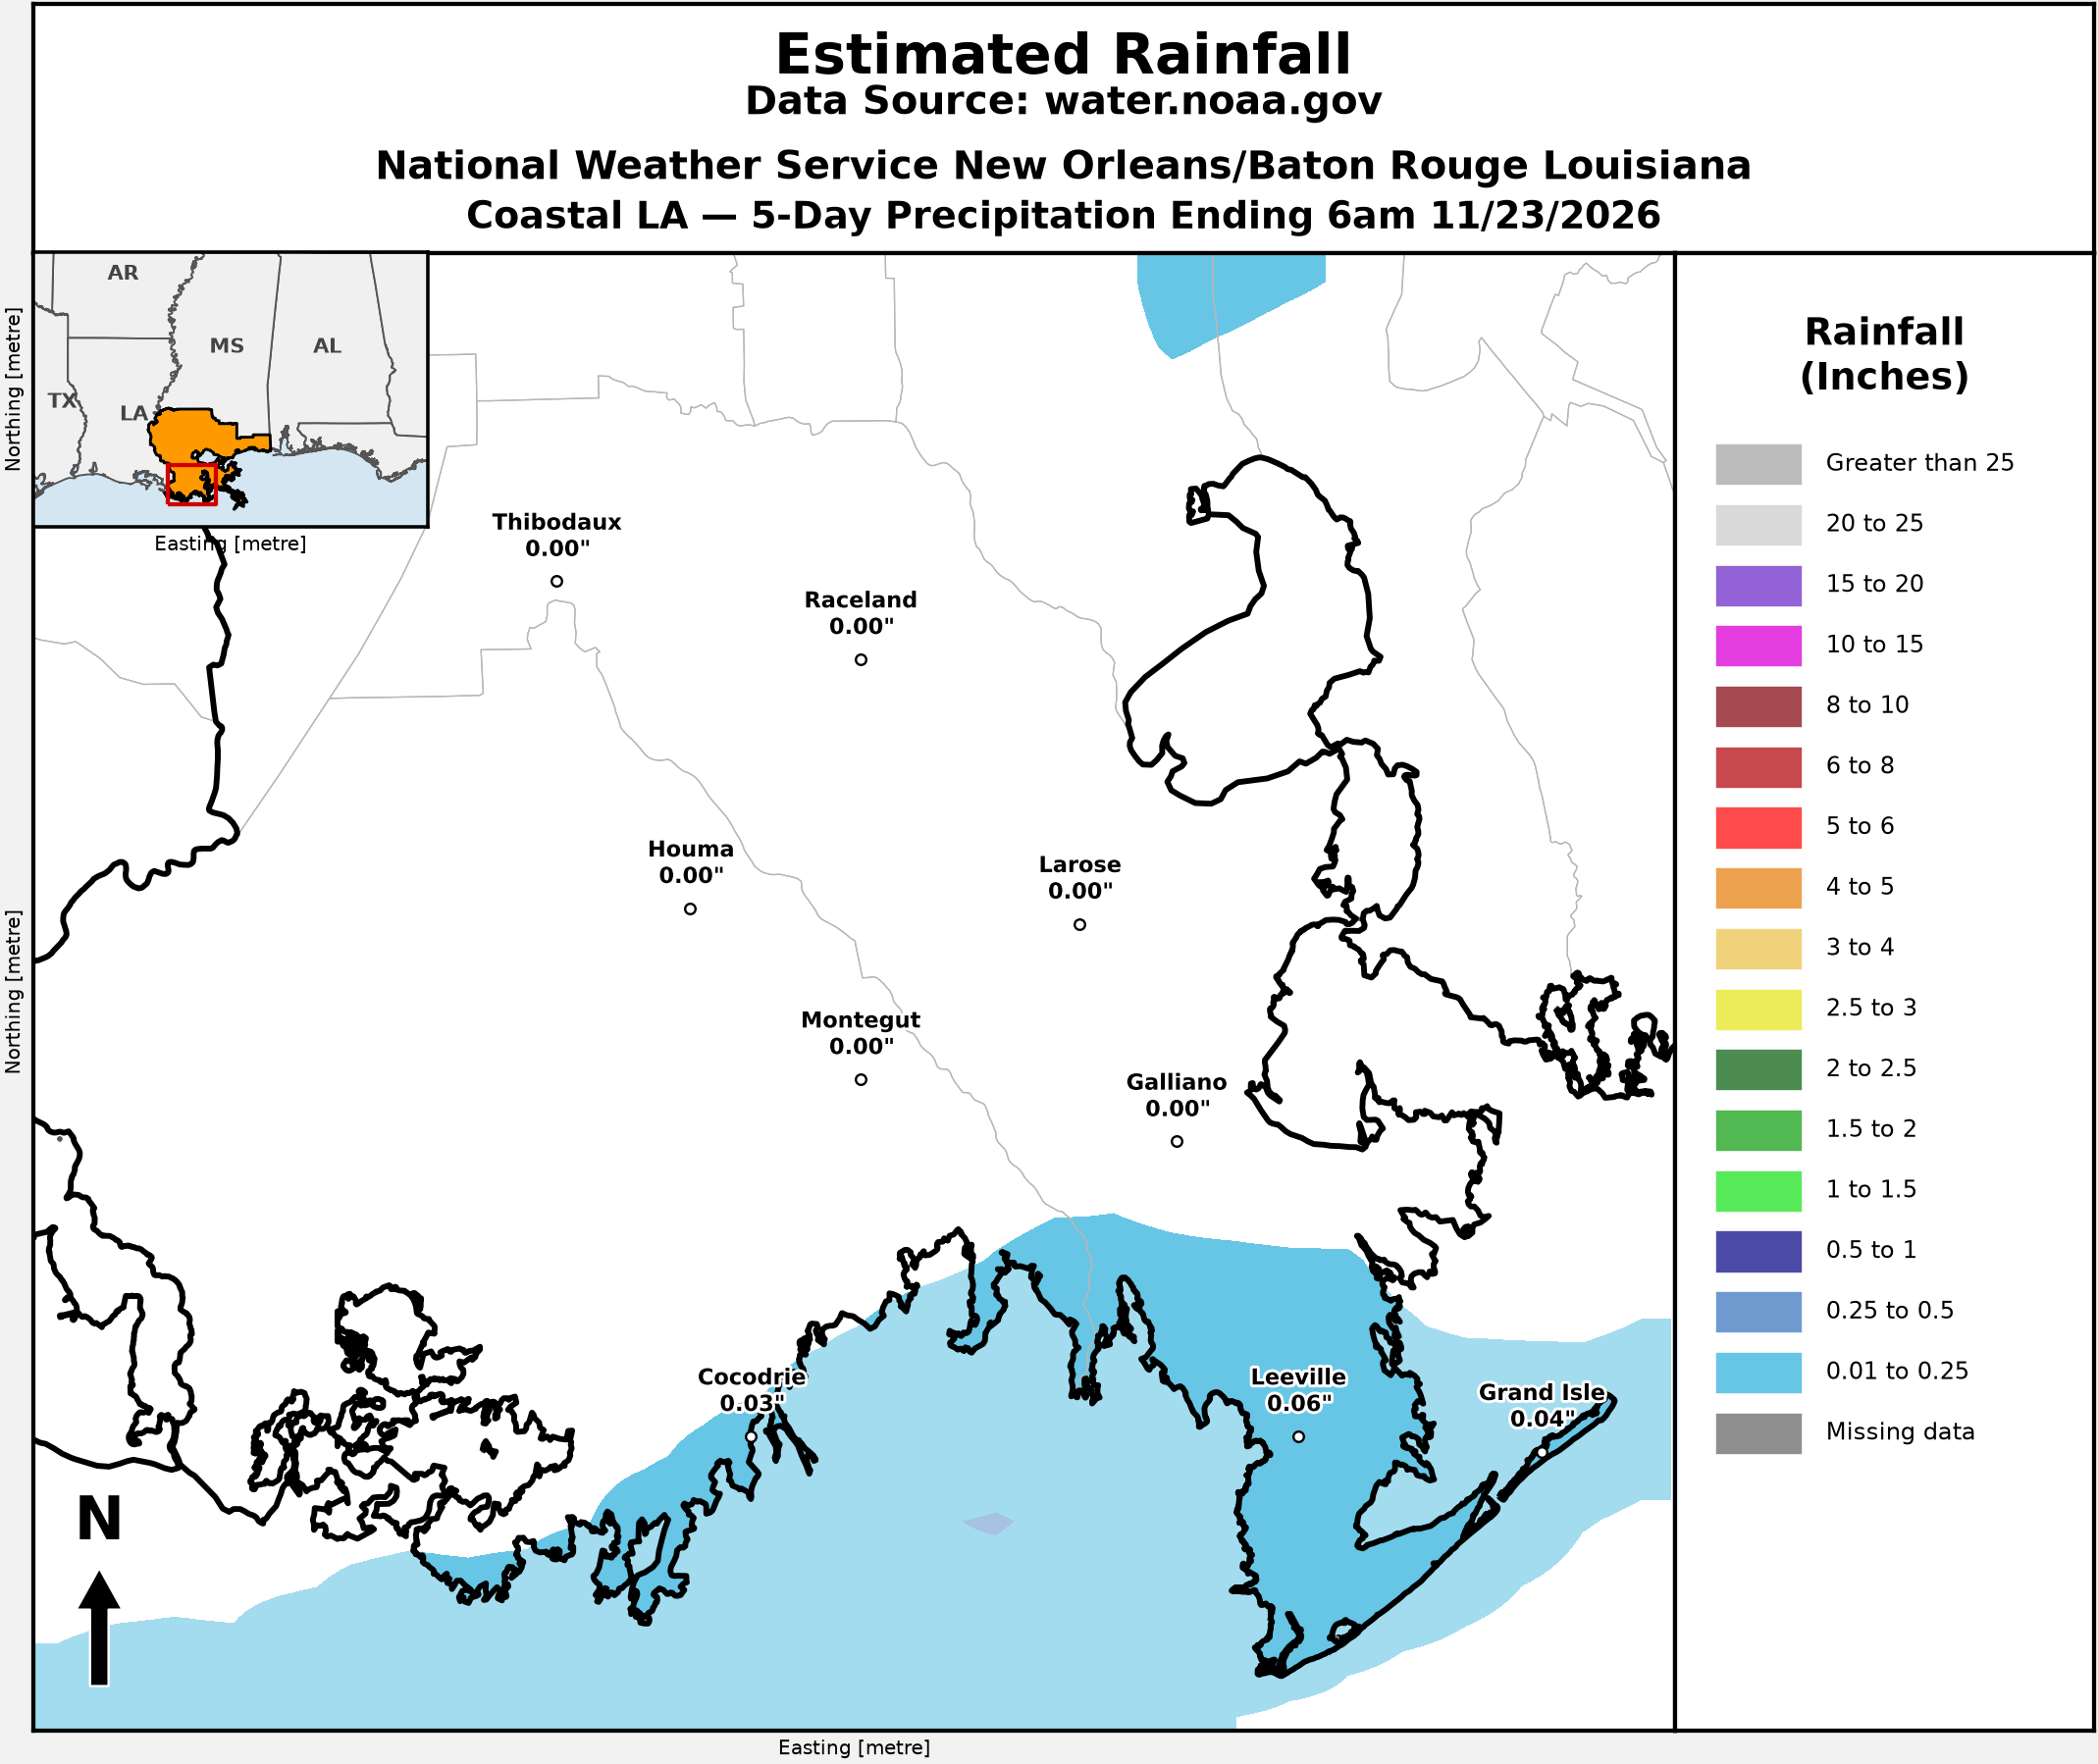 Estimated Rainfall
Data Source: water.noaa.gov
National Weather Service New Orleans/Baton Rouge Louisiana
Coastal LA — 5-Day Precipitation Ending 6am 11/23/2026
AR
MS
AL
TX
LA
Northing [metre]
Easting [metre]
Thibodaux
0.00"
Raceland
0.00"
Houma
0.00"
Larose
0.00"
Montegut
0.00"
Galliano
0.00"
Cocodrie
0.03"
Leeville
0.06"
Grand Isle
0.04"
N
Northing [metre]
Easting [metre]
Rainfall
(Inches)
Greater than 25
20 to 25
15 to 20
10 to 15
8 to 10
6 to 8
5 to 6
4 to 5
3 to 4
2.5 to 3
2 to 2.5
1.5 to 2
1 to 1.5
0.5 to 1
0.25 to 0.5
0.01 to 0.25
Missing data